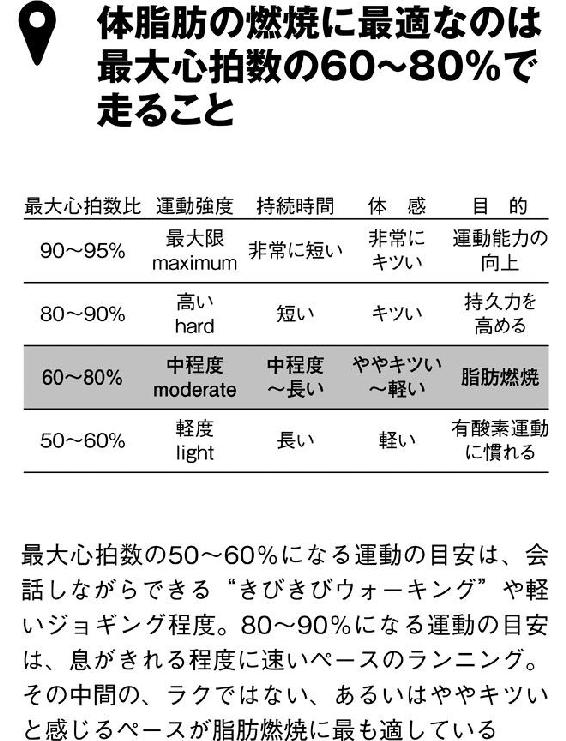 体脂肪の燃焼に最適なのは
最大心拍数の60〜80%で
走ること
最大心拍数比 運動強度 持続時間 体 感 目 的
90〜95% 最大限 maximum 非常に短い 非常に キツい 運動能力の 向上
80〜90% 高い hard 短い キツい 持久力を 高める
60〜80% 中程度 moderate 中程度 〜長い ややキツい 〜軽い 脂肪燃焼
50〜60% 軽度 light 長い 軽い 有酸素運動 に慣れる
最大心拍数の50〜60%になる運動の目安は、会
話しながらできる“きびきびウォーキング”や軽
いジョギング程度。80〜90%になる運動の目安
は、息がきれる程度に速いペースのランニング。
その中間の、ラクではない、あるいはややキツい
と感じるペースが脂肪燃焼に最も適している